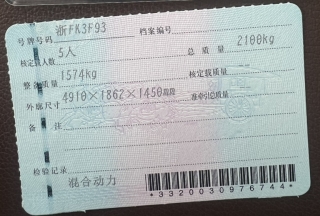 号牌号码 浙FK3F93 档案编号
核定载人数 5人 总质量 2100kg
整备质量 1574kg 核定载质量
外廓尺寸 4910×1862×1450 准牵引总质量
备注
检验记录
混合动力
*3320030976744*